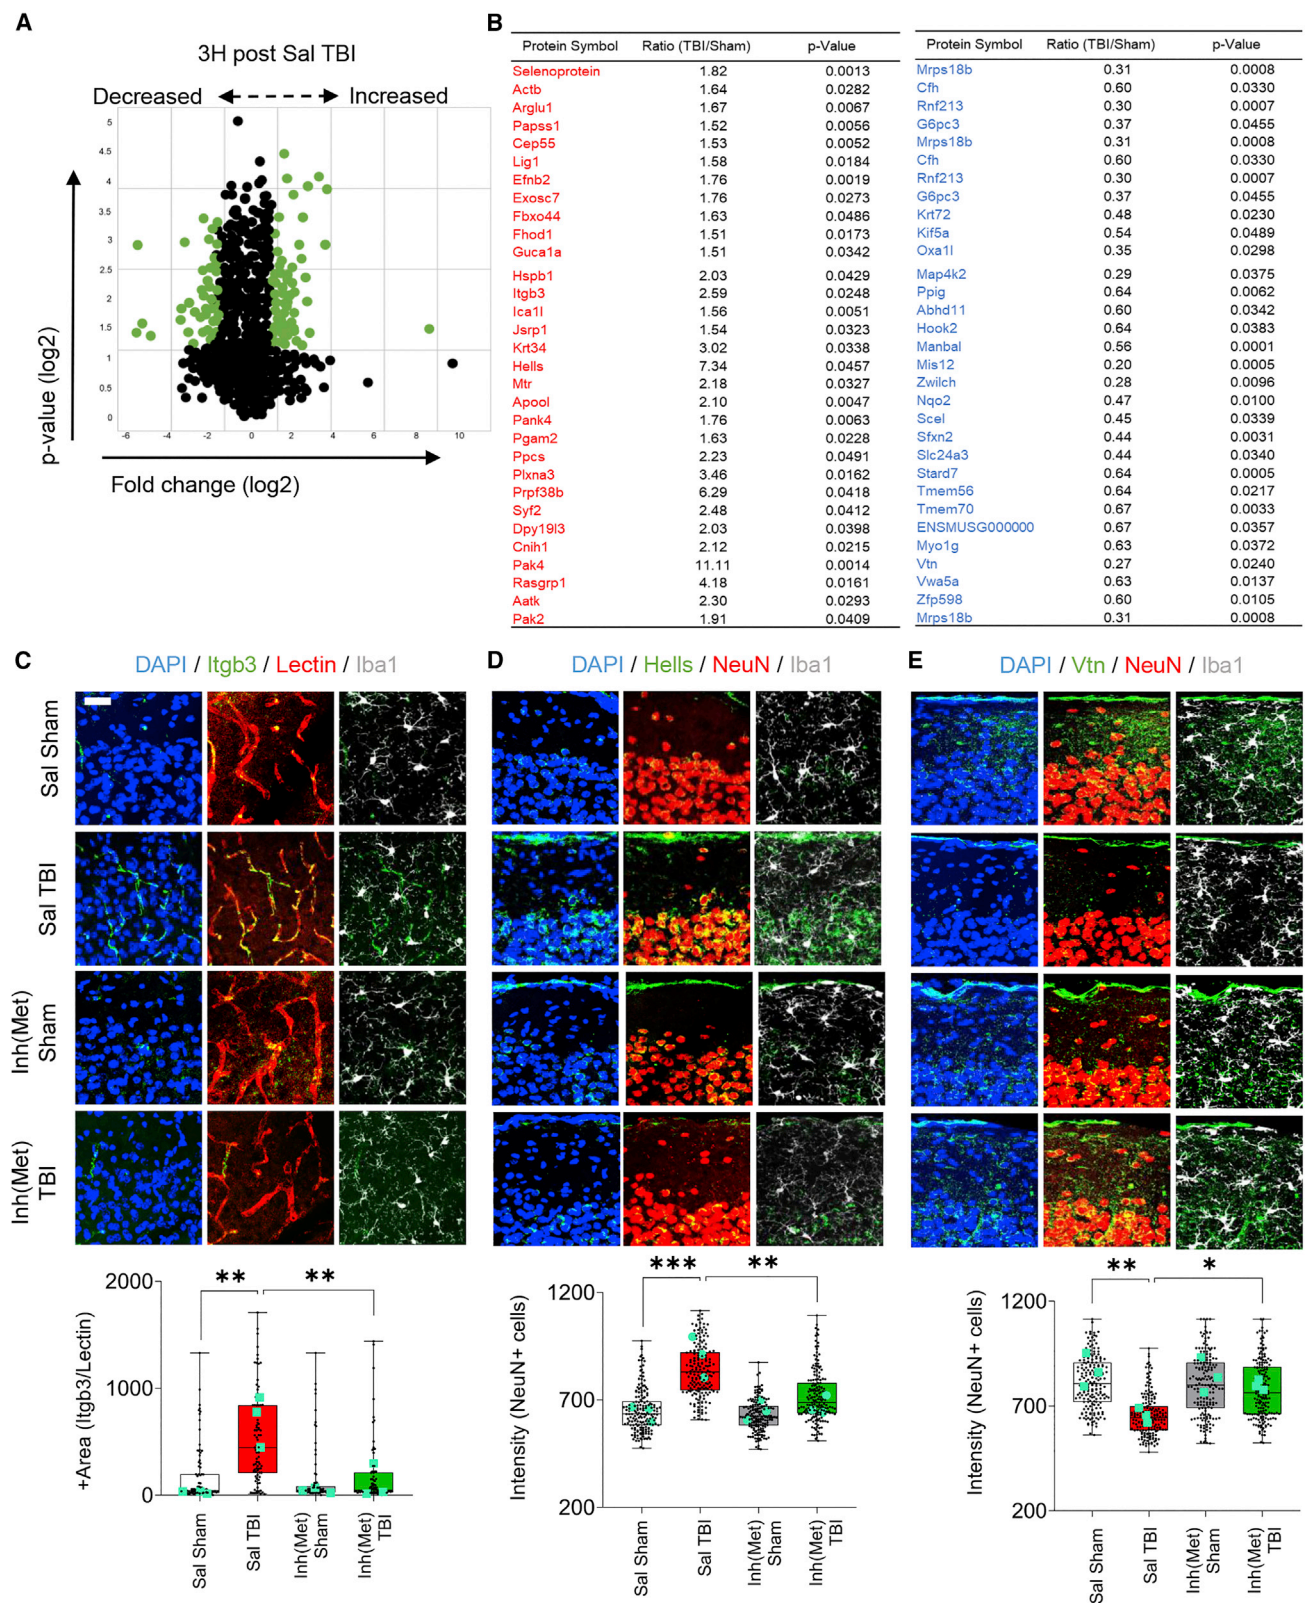 A
3H post Sal TBI
Decreased
Increased
5
4.5
4
3.5
3
2.5
2
1.5
1
0.5
0
-6 -4 -2 0 2 4 6 8 10
p-value (log2)
Fold change (log2)
B
Protein Symbol Ratio (TBI/Sham) p-Value
Selenoprotein 1.82 0.0013
Actb 1.64 0.0282
Arglu1 1.67 0.0067
Papss1 1.52 0.0056
Cep55 1.53 0.0052
Lig1 1.58 0.0184
Efnb2 1.76 0.0019
Exosc7 1.76 0.0273
Fbxo44 1.63 0.0486
Fhod1 1.51 0.0173
Guca1a 1.51 0.0342
Hspb1 2.03 0.0429
Itgb3 2.59 0.0248
Ica1l 1.56 0.0051
Jsrp1 1.54 0.0323
Krt34 3.02 0.0338
Hells 7.34 0.0457
Mtr 2.18 0.0327
Apool 2.10 0.0047
Pank4 1.76 0.0063
Pgam2 1.63 0.0228
Ppcs 2.23 0.0491
Plxna3 3.46 0.0162
Prpf38b 6.29 0.0418
Syf2 2.48 0.0412
Dpy19l3 2.03 0.0398
Cnih1 2.12 0.0215
Pak4 11.11 0.0014
Rasgrp1 4.18 0.0161
Aatk 2.30 0.0293
Pak2 1.91 0.0409
Protein Symbol Ratio (TBI/Sham) p-Value
Mrps18b 0.31 0.0008
Cfh 0.60 0.0330
Rnf213 0.30 0.0007
G6pc3 0.37 0.0455
Mrps18b 0.31 0.0008
Cfh 0.60 0.0330
Rnf213 0.30 0.0007
G6pc3 0.37 0.0455
Krt72 0.48 0.0230
Kif5a 0.54 0.0489
Oxa1l 0.35 0.0298
Map4k2 0.29 0.0375
Ppig 0.64 0.0062
Abhd11 0.60 0.0342
Hook2 0.64 0.0383
Manbal 0.56 0.0001
Mis12 0.20 0.0005
Zwilch 0.28 0.0096
Nqo2 0.47 0.0100
Scel 0.45 0.0339
Sfxn2 0.44 0.0031
Slc24a3 0.44 0.0340
Stard7 0.64 0.0005
Tmem56 0.64 0.0217
Tmem70 0.67 0.0033
ENSMUSG000000 0.67 0.0357
Myo1g 0.63 0.0372
Vtn 0.27 0.0240
Vwa5a 0.63 0.0137
Zfp598 0.60 0.0105
Mrps18b 0.31 0.0008
C
DAPI / Itgb3 / Lectin / Iba1
Sal Sham
Sal TBI
Inh(Met)
Sham
Inh(Met)
TBI
** **
2000
1000
0
+Area (Itgb3/Lectin)
Sal Sham
Sal TBI
Inh(Met)
Sham
Inh(Met)
TBI
D
DAPI / Hells / NeuN / Iba1
*** **
1200
700
200
Intensity (NeuN+ cells)
Sal Sham
Sal TBI
Inh(Met)
Sham
Inh(Met)
TBI
E
DAPI / Vtn / NeuN / Iba1
** *
1200
700
200
Intensity (NeuN+ cells)
Sal Sham
Sal TBI
Inh(Met)
Sham
Inh(Met)
TBI